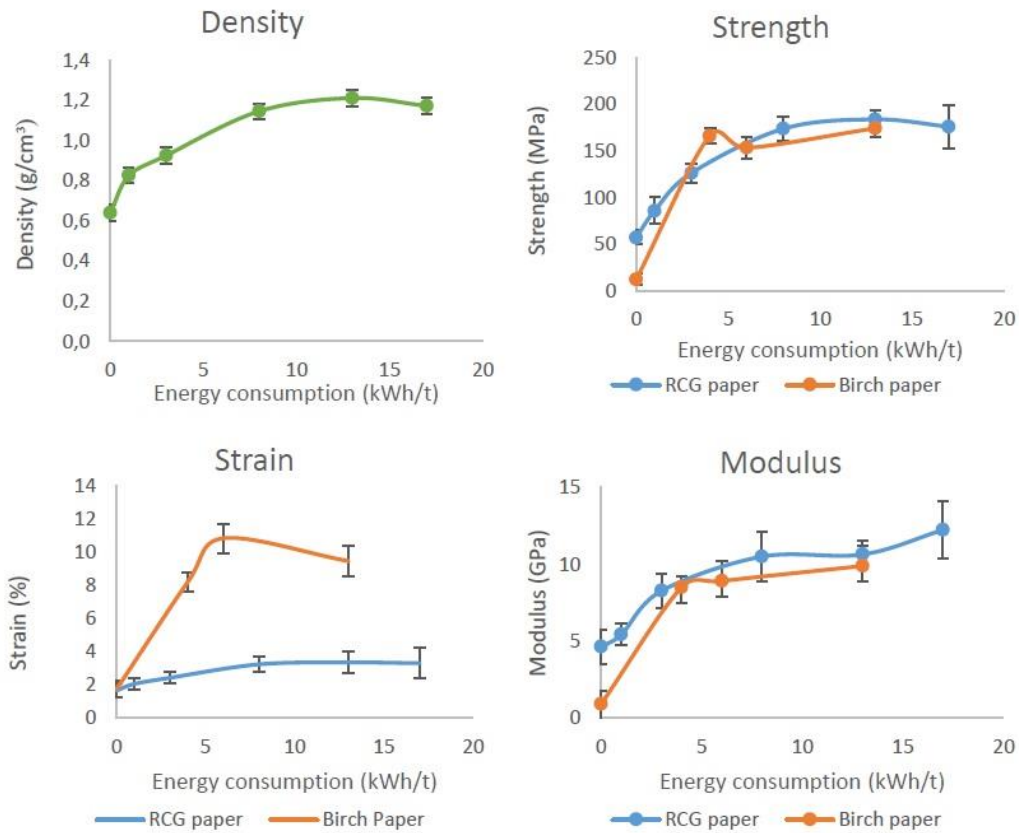 Density
Density (g/cm³)
1,4
1,2
1,0
0,8
0,6
0,4
0,2
0,0
0 5 10 15 20
Energy consumption (kWh/t)
Strength
Strength (MPa)
250
200
150
100
50
0
0 5 10 15 20
Energy consumption (kWh/t)
RCG paper Birch paper
Strain
Strain (%)
14
12
10
8
6
4
2
0
0 5 10 15 20
Energy consumption (kWh/t)
RCG paper Birch Paper
Modulus
Modulus (GPa)
15
10
5
0
0 5 10 15 20
Energy consumption (kWh/t)
RCG paper Birch paper